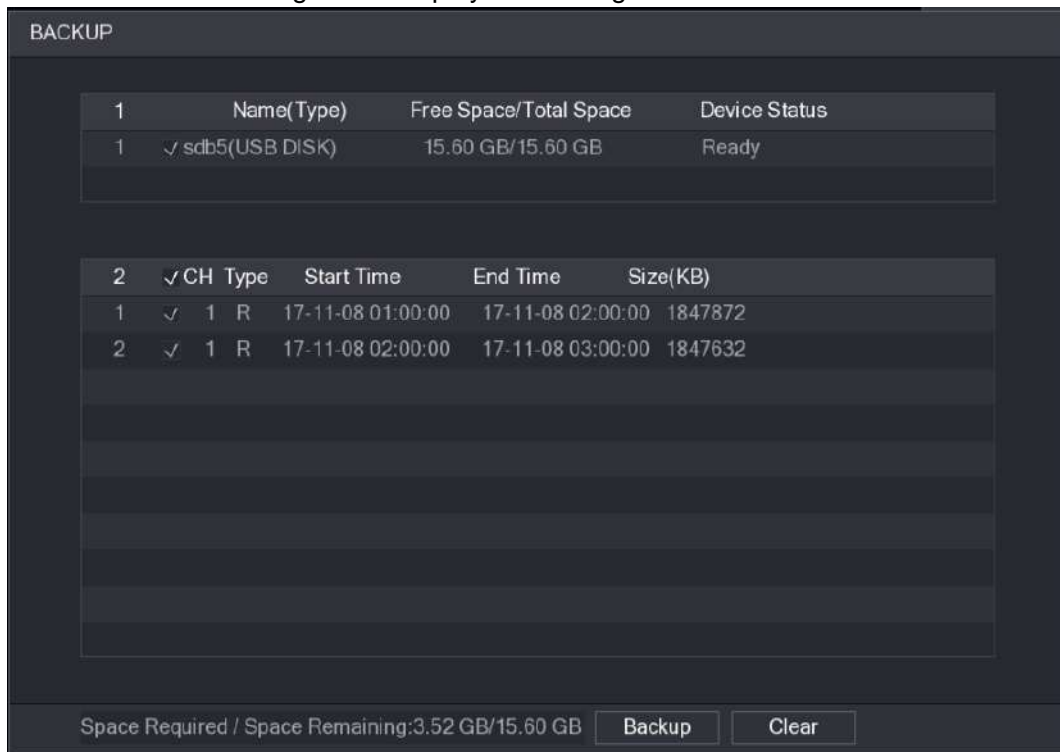 BACKUP
1 Name(Type) Free Space/Total Space Device Status
1 sdb5(USB DISK) 15.60 GB/15.60 GB Ready
2 CH Type Start Time End Time Size(KB)
1 1 R 17-11-08 01:00:00 17-11-08 02:00:00 1847872
2 1 R 17-11-08 02:00:00 17-11-08 03:00:00 1847632
Space Required / Space Remaining:3.52 GB/15.60 GB Backup Clear